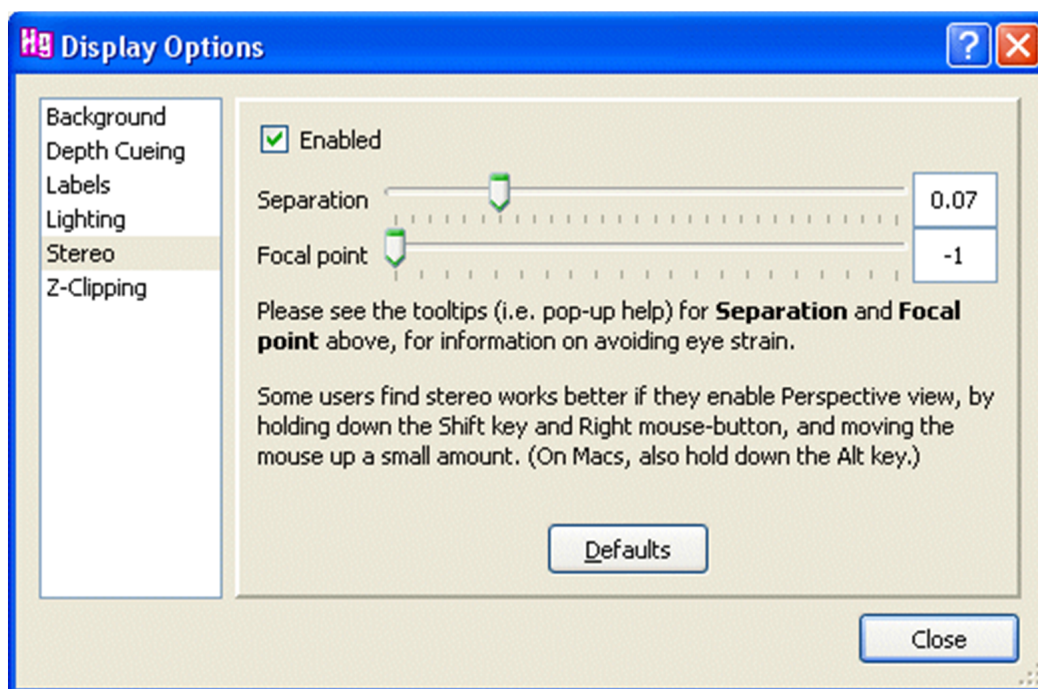 Hg Display Options
Background
Depth Cueing
Labels
Lighting
Stereo
Z-Clipping
Enabled
Separation 0.07
Focal point -1
Please see the tooltips (i.e. pop-up help) for Separation and Focal
point above, for information on avoiding eye strain.
Some users find stereo works better if they enable Perspective view, by
holding down the Shift key and Right mouse-button, and moving the
mouse up a small amount. (On Macs, also hold down the Alt key.)
Defaults
Close